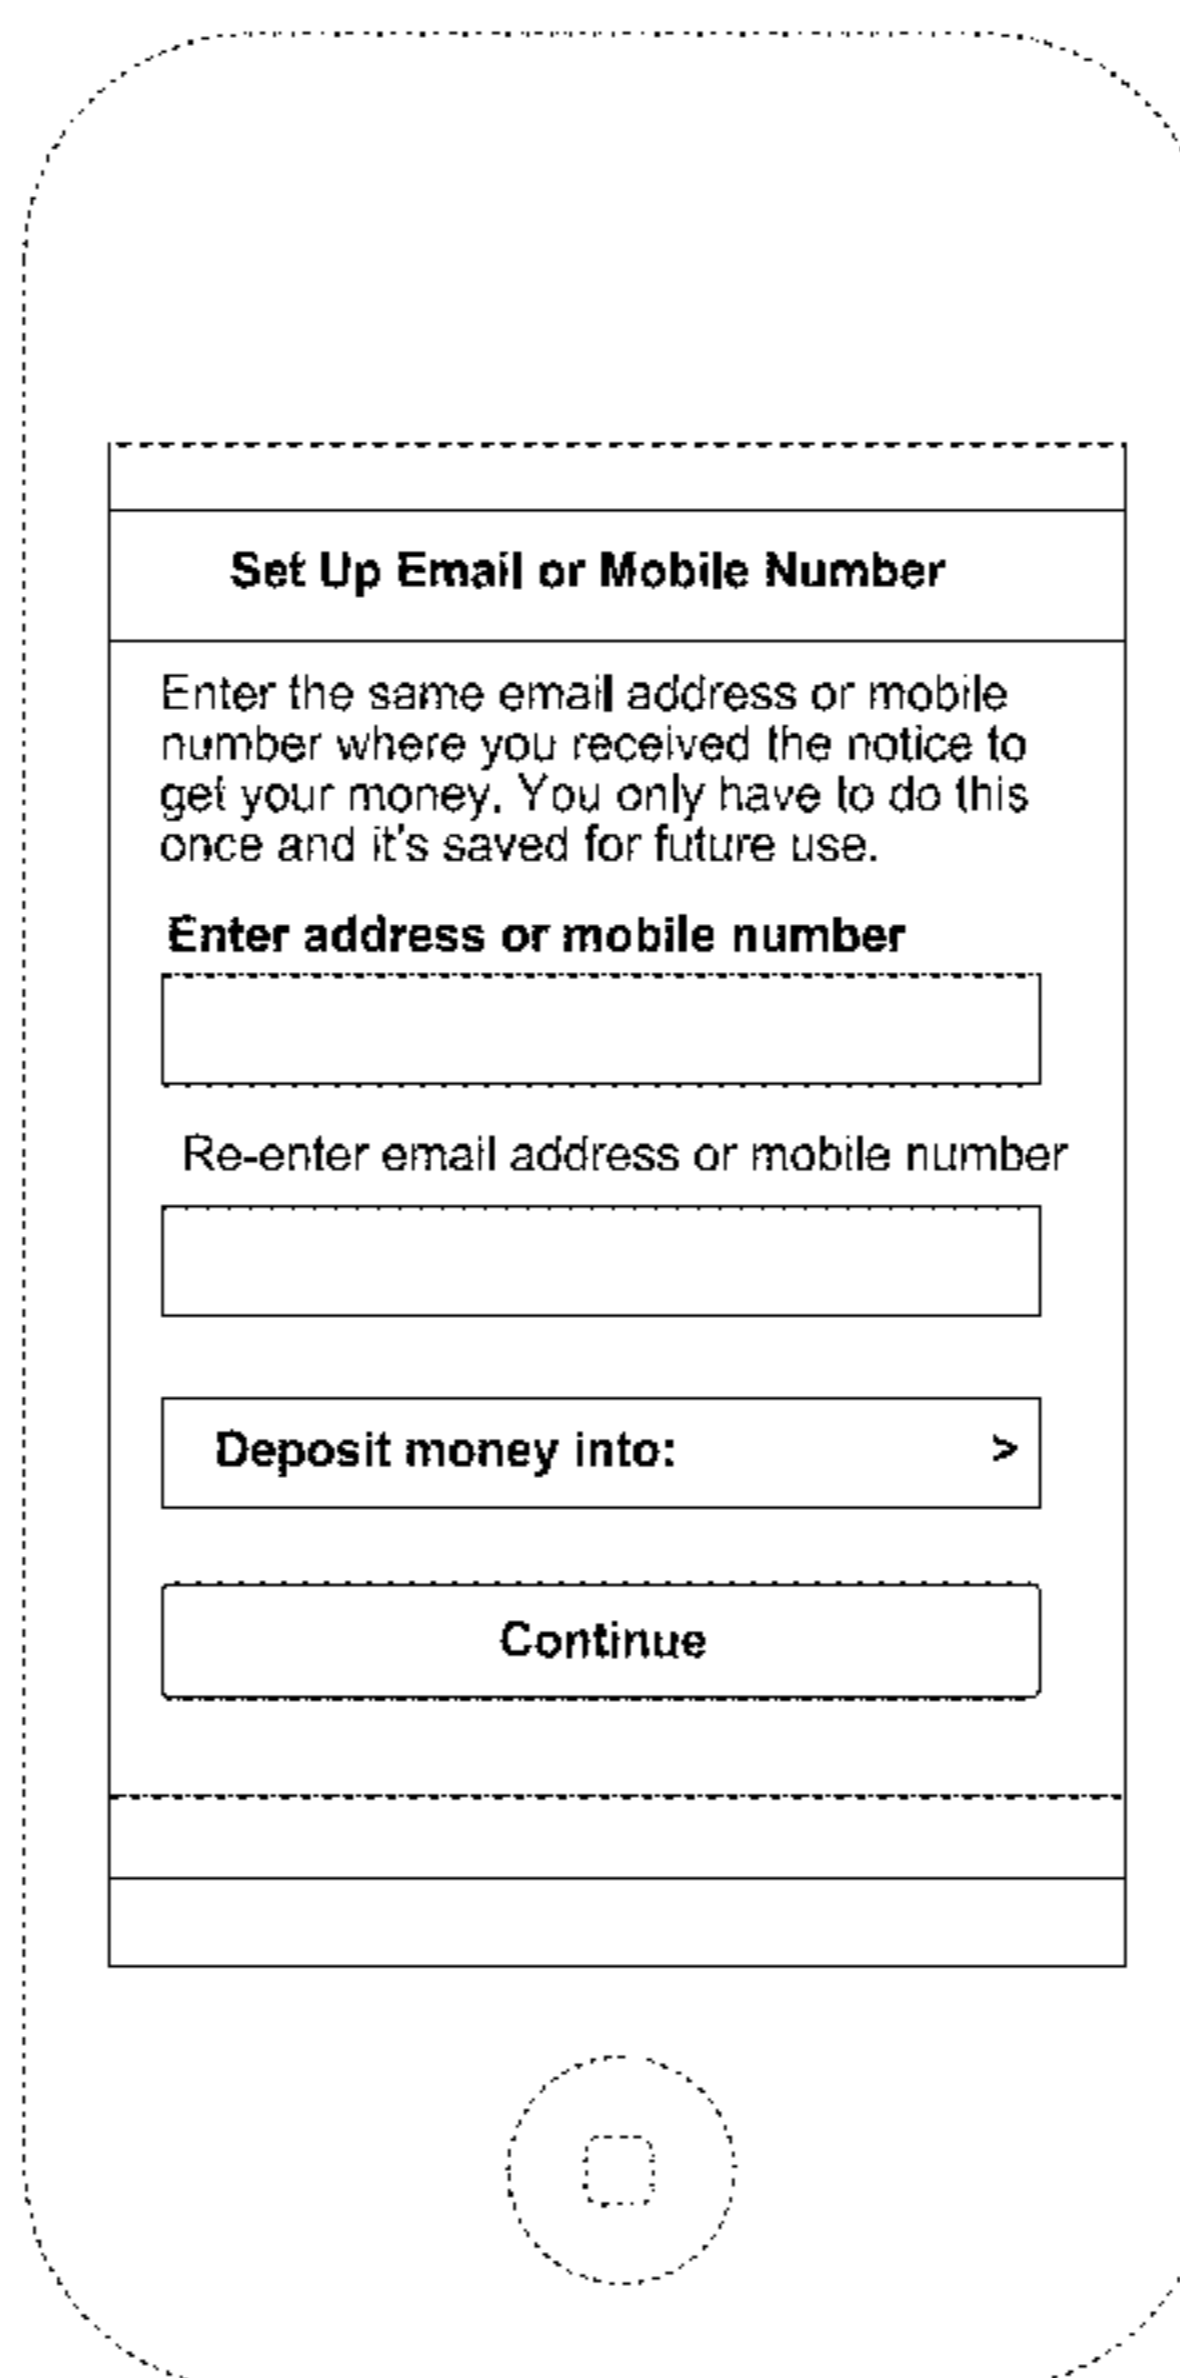 Set Up Email or Mobile Number
Enter the same email address or mobile
number where you received the notice to
get your money. You only have to do this
once and it's saved for future use.
Enter address or mobile number
Re-enter email address or mobile number
Deposit money into: >
Continue